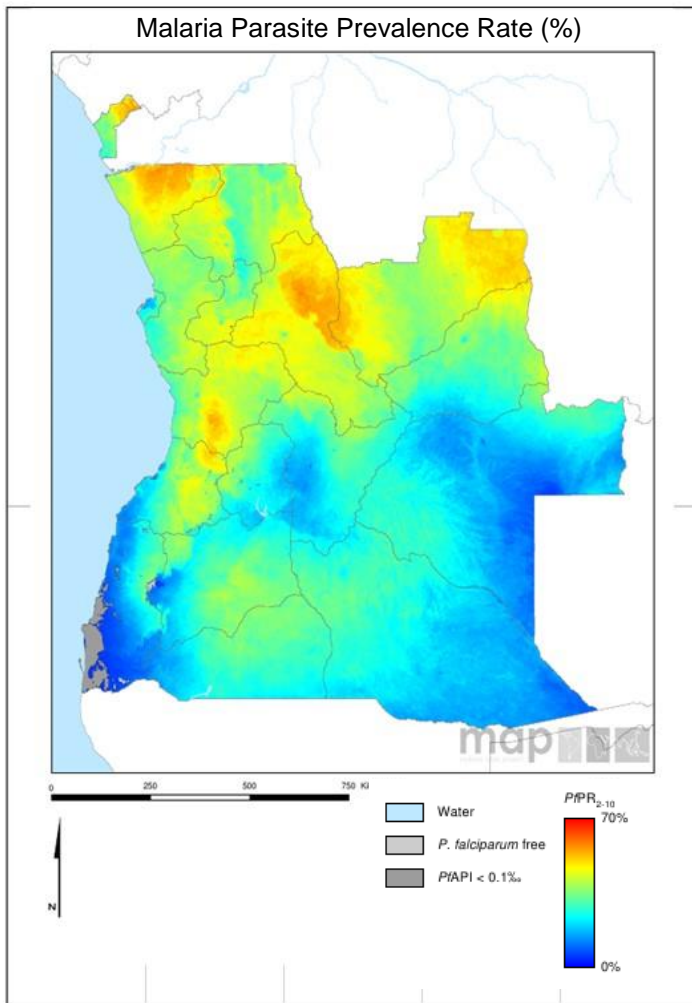 Malaria Parasite Prevalence Rate (%)
map
0 250 500 750 Ki
Water
P. falciparum free
PfAPI < 0.1‰
N
PfPR2-10
70%
0%